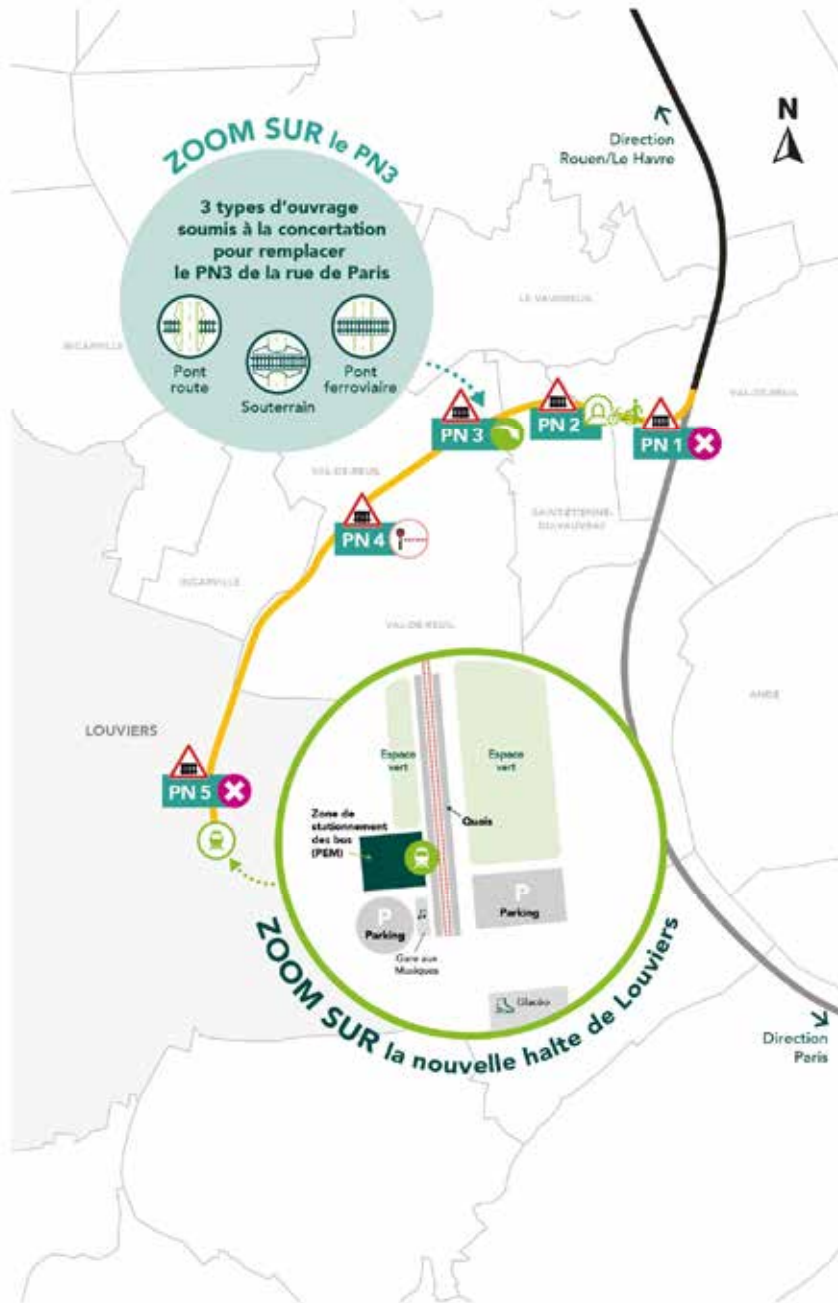 N
Direction
Rouen/Le Havre
ZOOM SUR le PN3
3 types d'ouvrage
soumis à la concertation
pour remplacer
le PN3 de la rue de Paris
Pont
route
Souterrain
Pont
ferroviaire
LE VAUDREUIL
INCARVILLE
VAL-DE-REUIL
PN 3
PN 2
PN 1
VAL-DE-REUIL
PN 4
SAINT-ÉTIENNE-
DU-VAUVRAY
INCARVILLE
VAL-DE-REUIL
ANDÉ
LOUVIERS
PN 5
Espace
vert
Espace
vert
Quais
Zone de
stationnement
des bus
(PEM)
P
Parking
P
Parking
Gare aux
Musiques
Glacéo
ZOOM SUR la nouvelle halte de Louviers
Direction
Paris